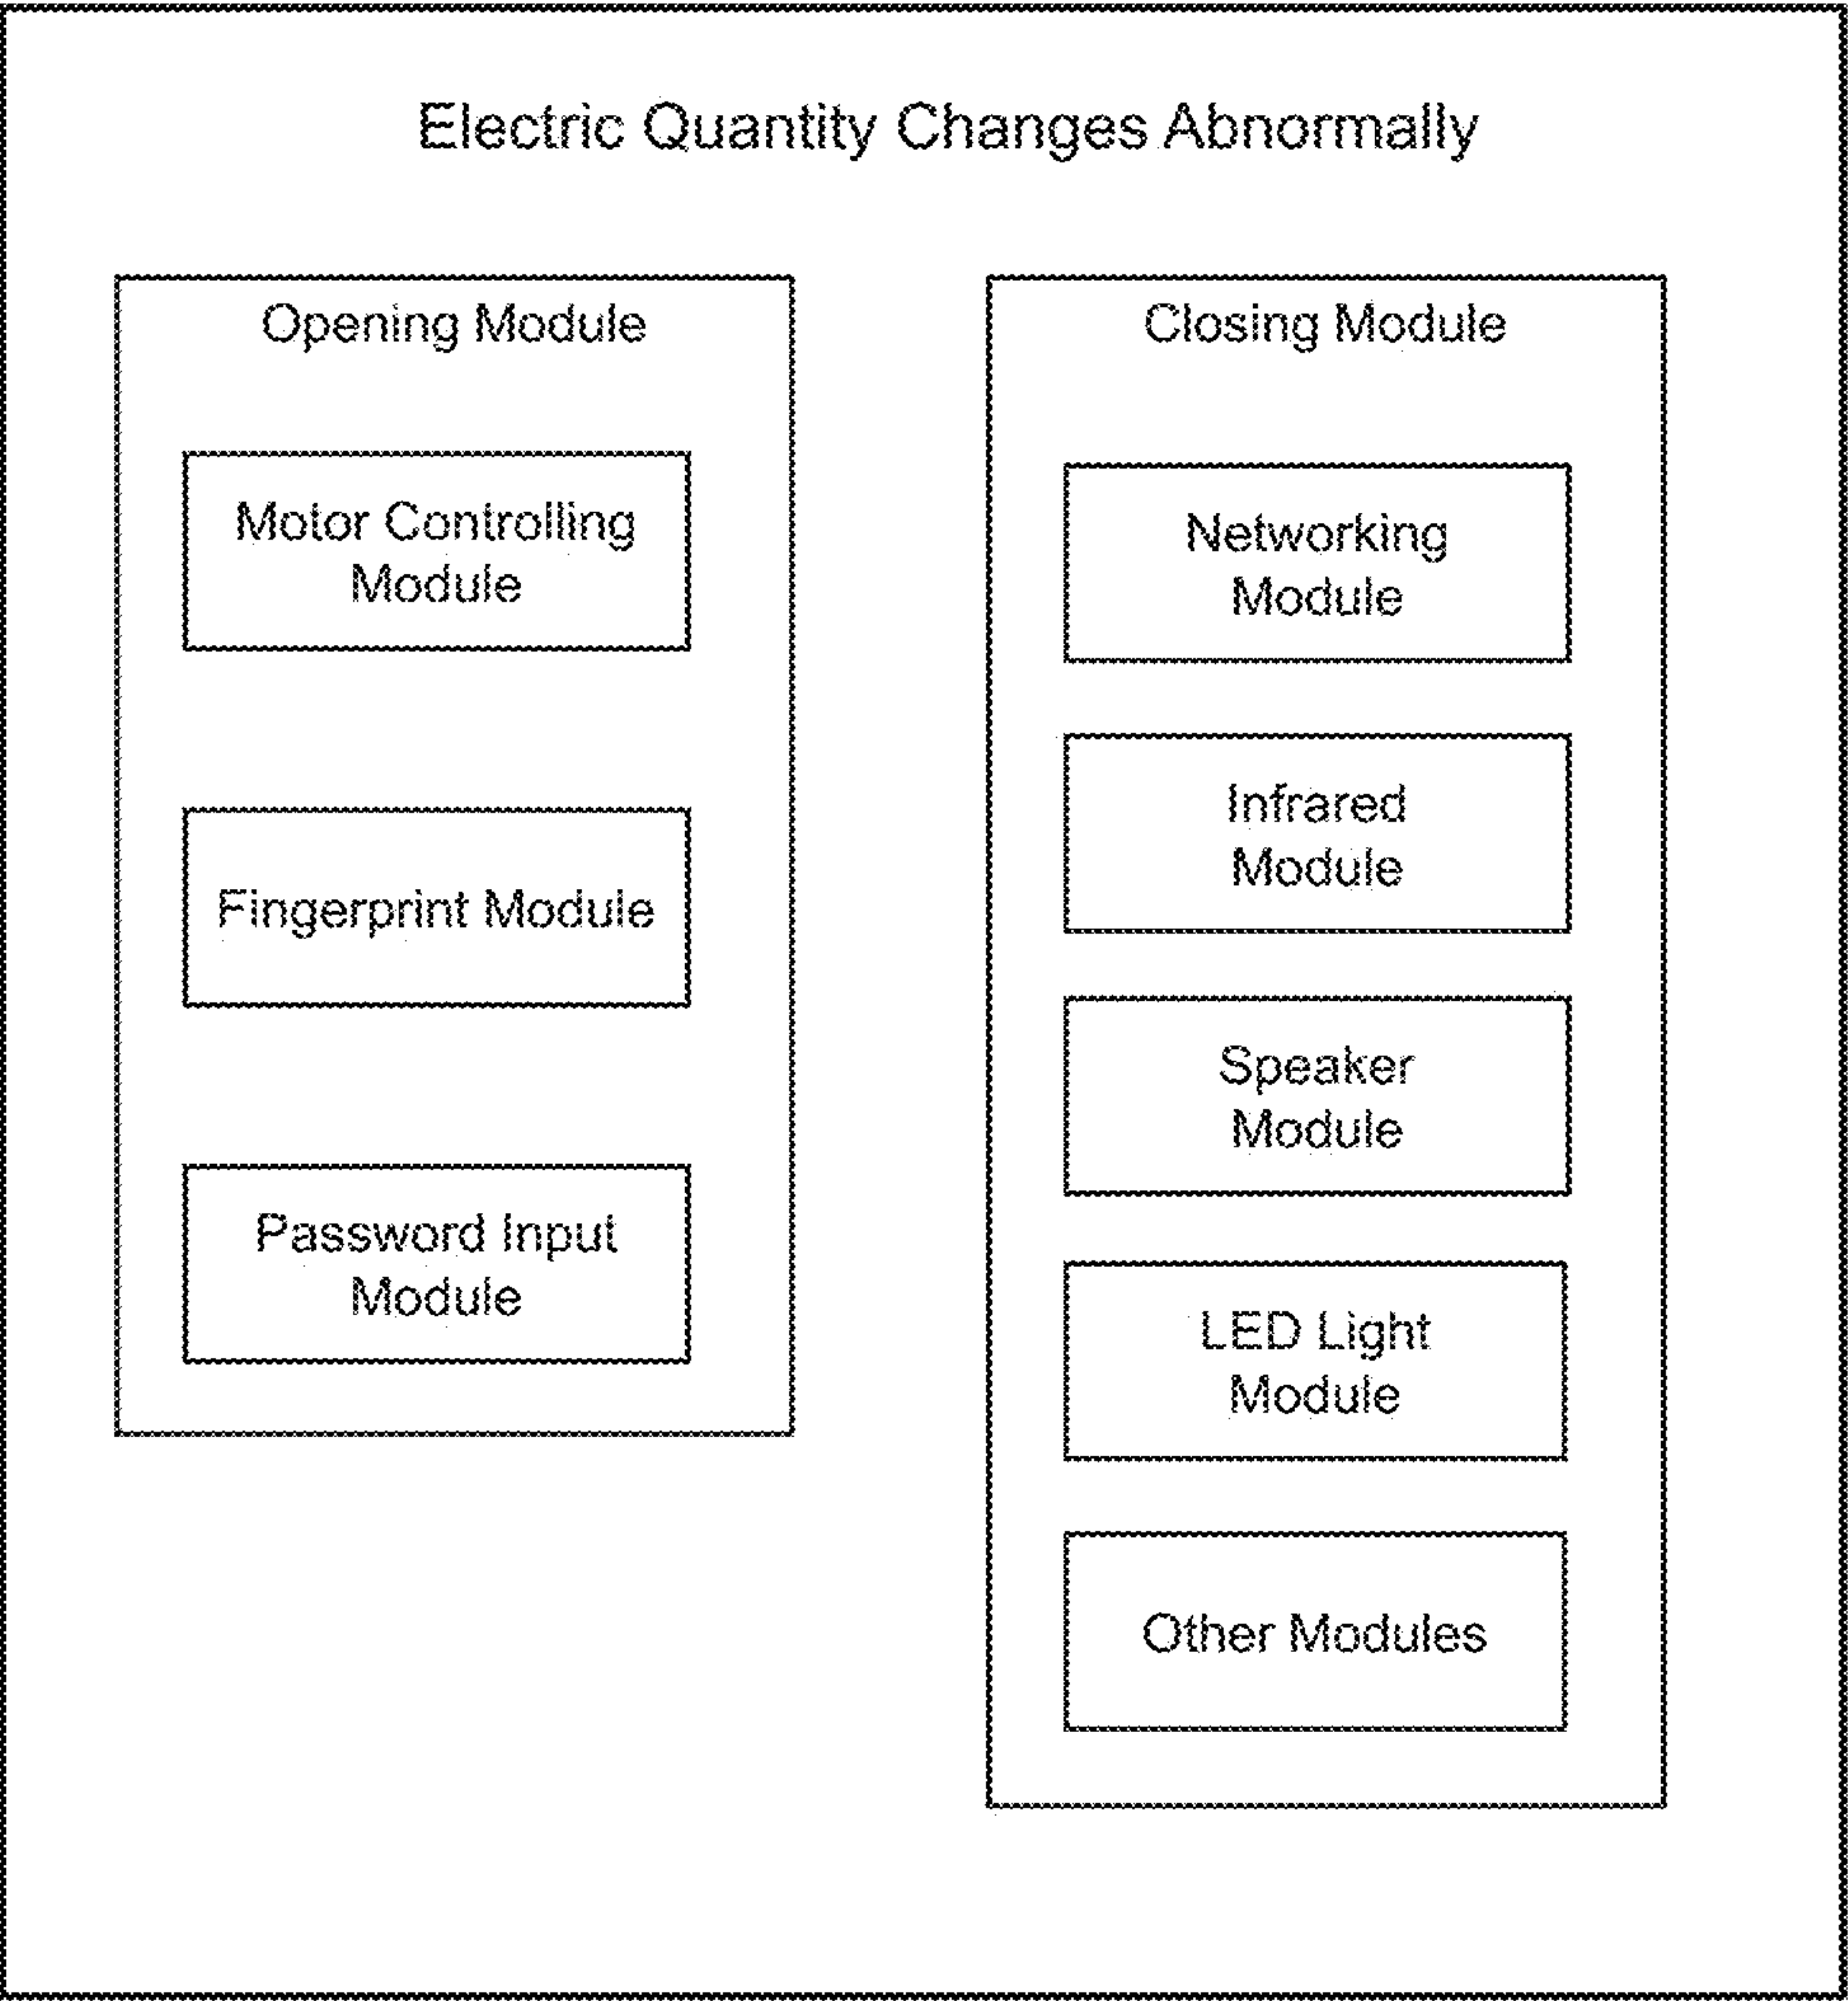 Electric Quantity Changes Abnormally
Opening Module
Motor Controlling
Module
Fingerprint Module
Password Input
Module
Closing Module
Networking
Module
Infrared
Module
Speaker
Module
LED Light
Module
Other Modules